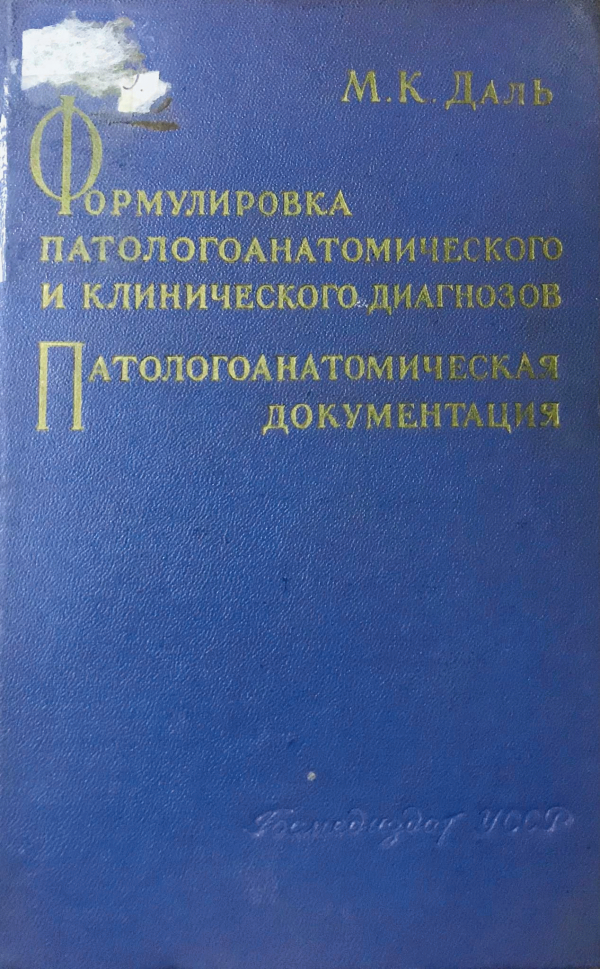 М. К. Даль
Формулировка
патологоанатомического
и клинического диагнозов
Патологоанатомическая
документация
Госмедиздат УССР